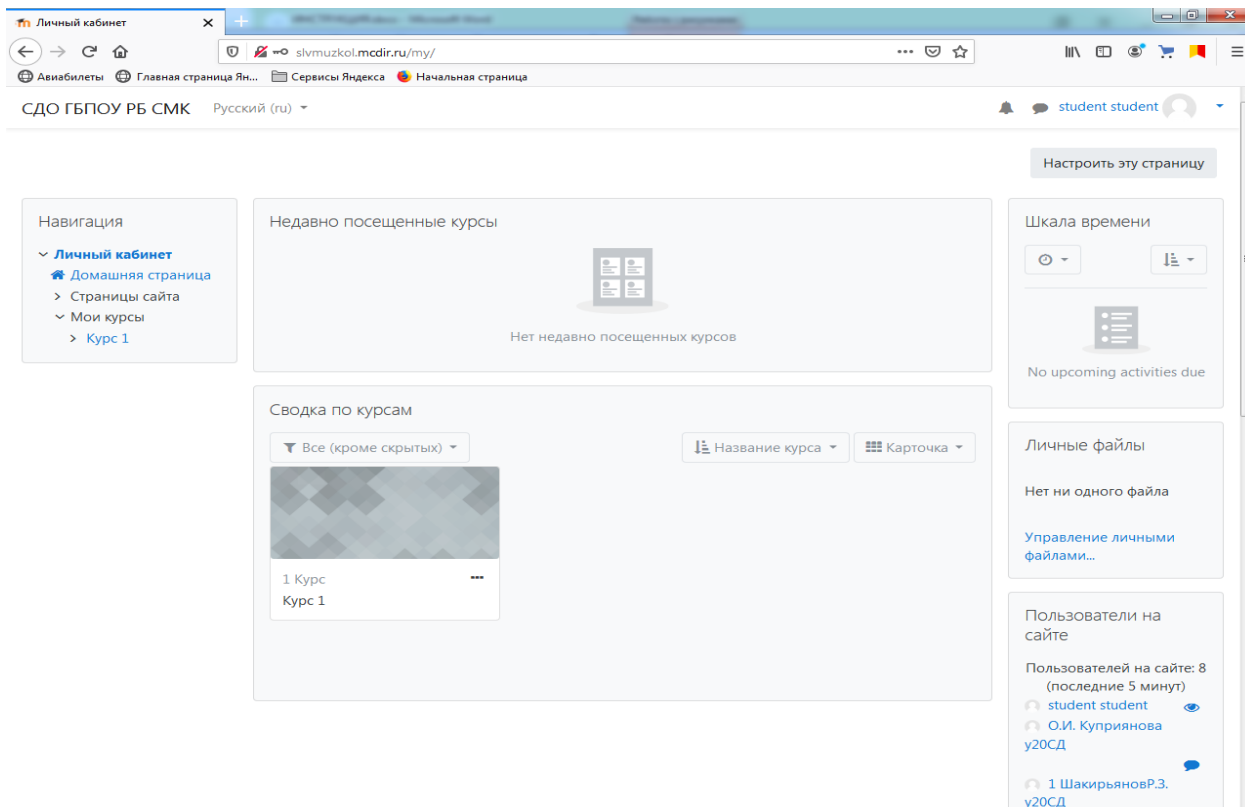 Личный кабинет
slvmuzkol.mcdir.ru/my/
Авиабилеты Главная страница Ян... Сервисы Яндекса Начальная страница
СДО ГБПОУ РБ СМК Русский (ru) student student
Настроить эту страницу
Навигация
Личный кабинет
Домашняя страница
Страницы сайта
Мои курсы
Курс 1
Недавно посещенные курсы
Нет недавно посещенных курсов
Сводка по курсам
Все (кроме скрытых) Название курса Карточка
1 Курс
Курс 1
Шкала времени
No upcoming activities due
Личные файлы
Нет ни одного файла
Управление личными
файлами...
Пользователи на
сайте
Пользователей на сайте: 8
(последние 5 минут)
student student
О.И. Куприянова
у20СД
1 ШакирьяновР.З.
у20СД